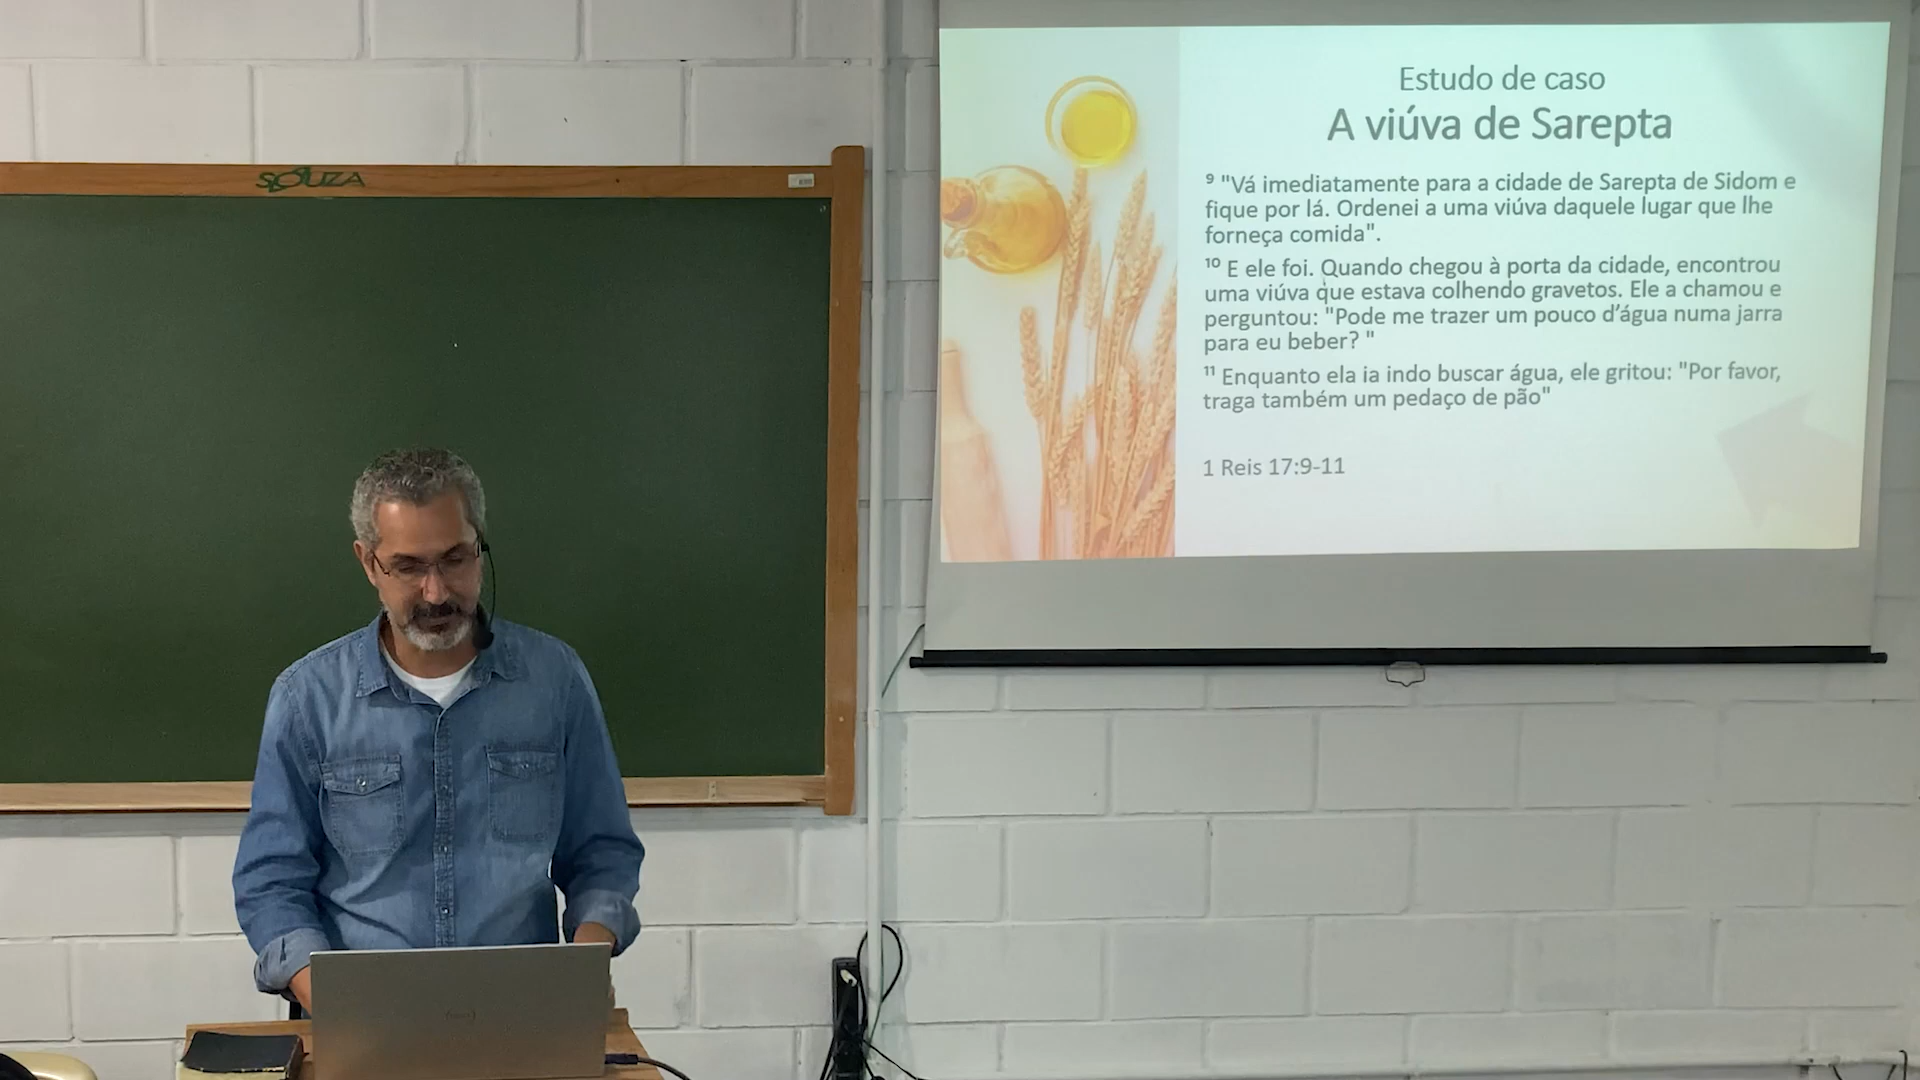 SOUZA
Estudo de caso
A viúva de Sarepta
⁹ "Vá imediatamente para a cidade de Sarepta de Sidom e
fique por lá. Ordenei a uma viúva daquele lugar que lhe
forneça comida".
¹⁰ E ele foi. Quando chegou à porta da cidade, encontrou
uma viúva que estava colhendo gravetos. Ele a chamou e
perguntou: "Pode me trazer um pouco d’água numa jarra
para eu beber? "
¹¹ Enquanto ela ia indo buscar água, ele gritou: "Por favor,
traga também um pedaço de pão"
1 Reis 17:9-11